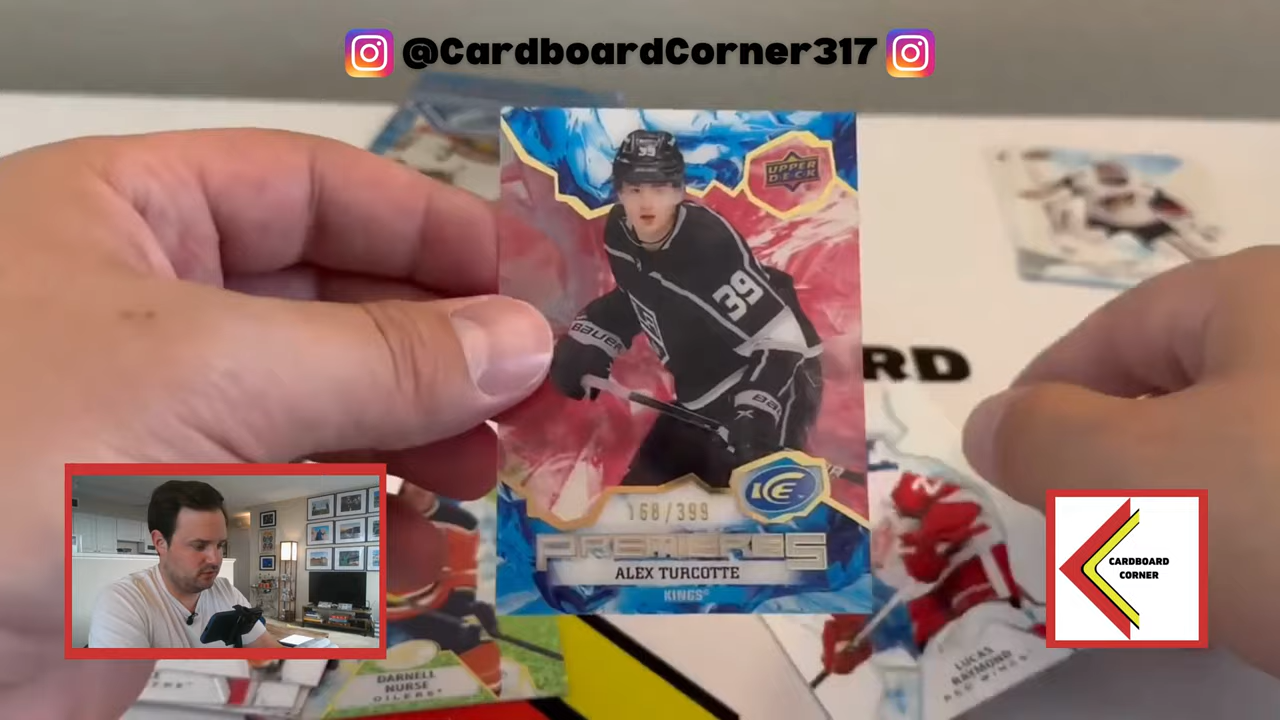 @CardboardCorner317
39
UPPER
DECK
39
BAUER
ICE
168/399
PREMIERES
ALEX TURCOTTE
KINGS
RD
CARDBOARD
CORNER
DARNELL
NURSE
OILERS
LUCAS
RAYMOND
RED WINGS